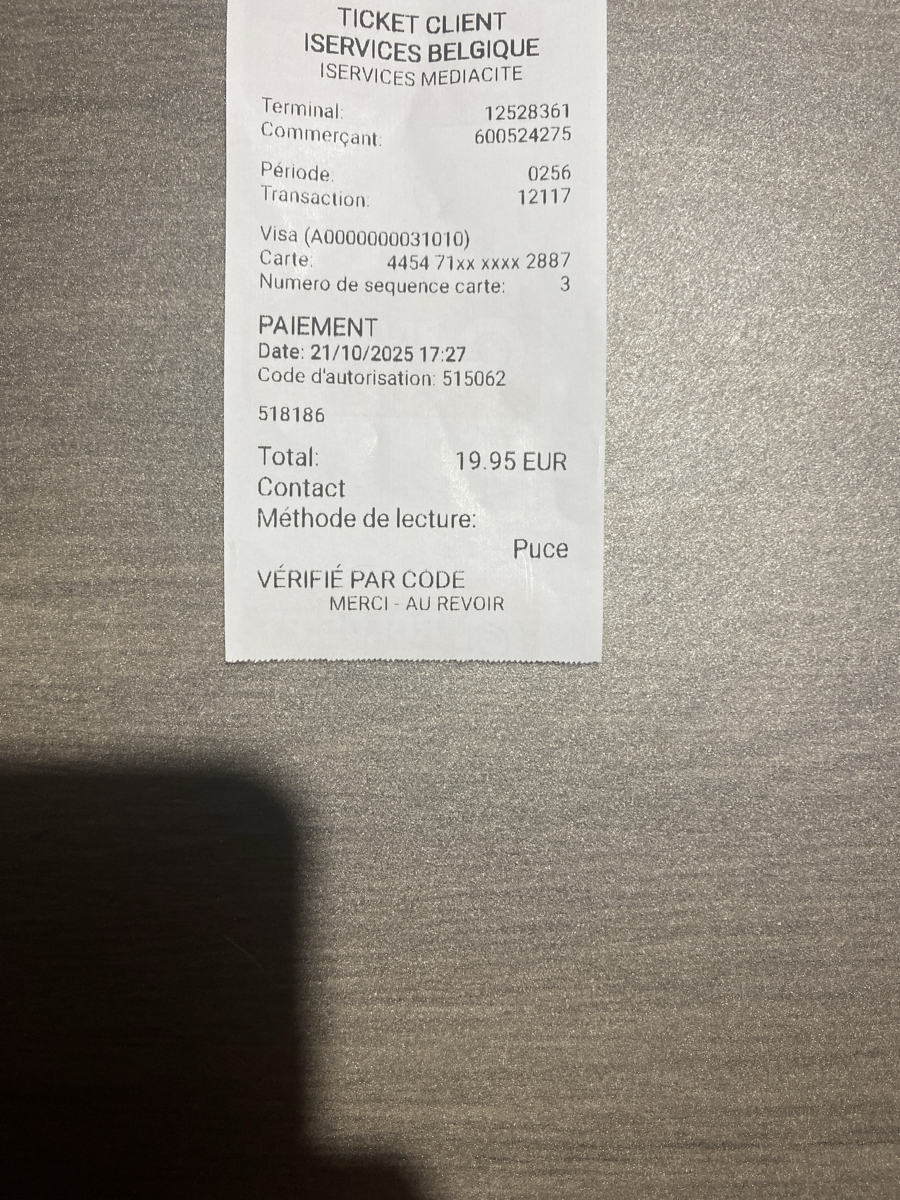 TICKET CLIENT
ISERVICES BELGIQUE
ISERVICES MEDIACITE
Terminal: 12528361
Commerçant: 600524275
Période: 0256
Transaction: 12117
Visa (A0000000031010)
Carte: 4454 71xx xxxx 2887
Numero de sequence carte: 3
PAIEMENT
Date: 21/10/2025 17:27
Code d'autorisation: 515062
518186
Total: 19.95 EUR
Contact
Méthode de lecture:
Puce
VÉRIFIÉ PAR CODE
MERCI - AU REVOIR